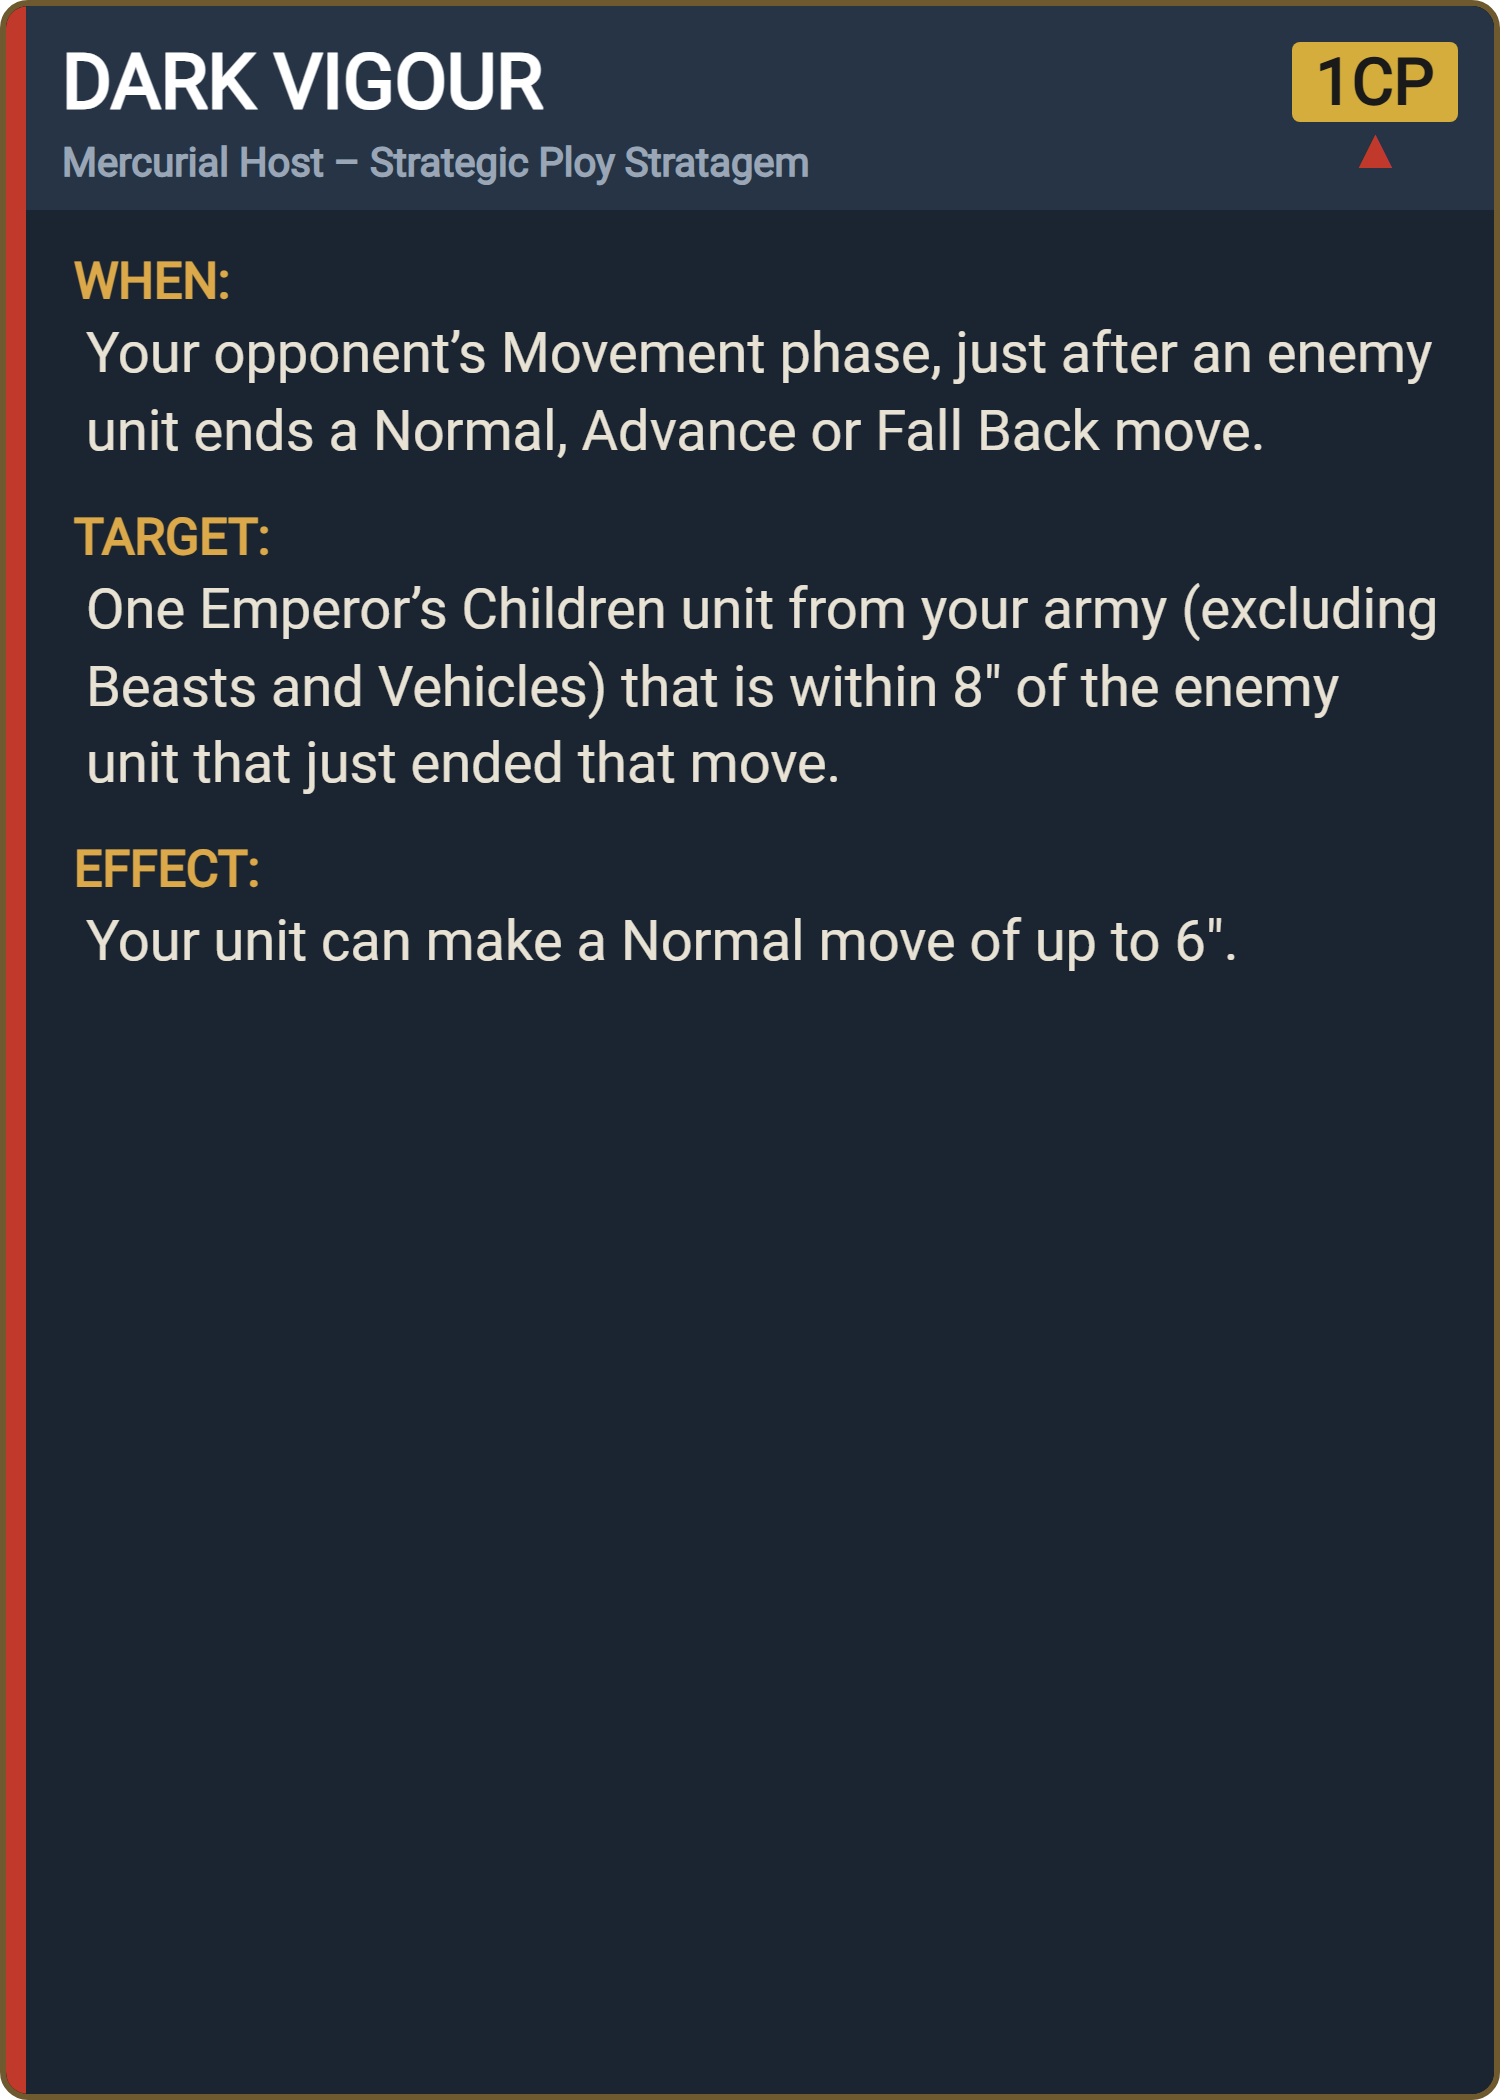 DARK VIGOUR
1CP
Mercurial Host – Strategic Ploy Stratagem
WHEN:
Your opponent’s Movement phase, just after an enemy
unit ends a Normal, Advance or Fall Back move.
TARGET:
One Emperor’s Children unit from your army (excluding
Beasts and Vehicles) that is within 8" of the enemy
unit that just ended that move.
EFFECT:
Your unit can make a Normal move of up to 6".